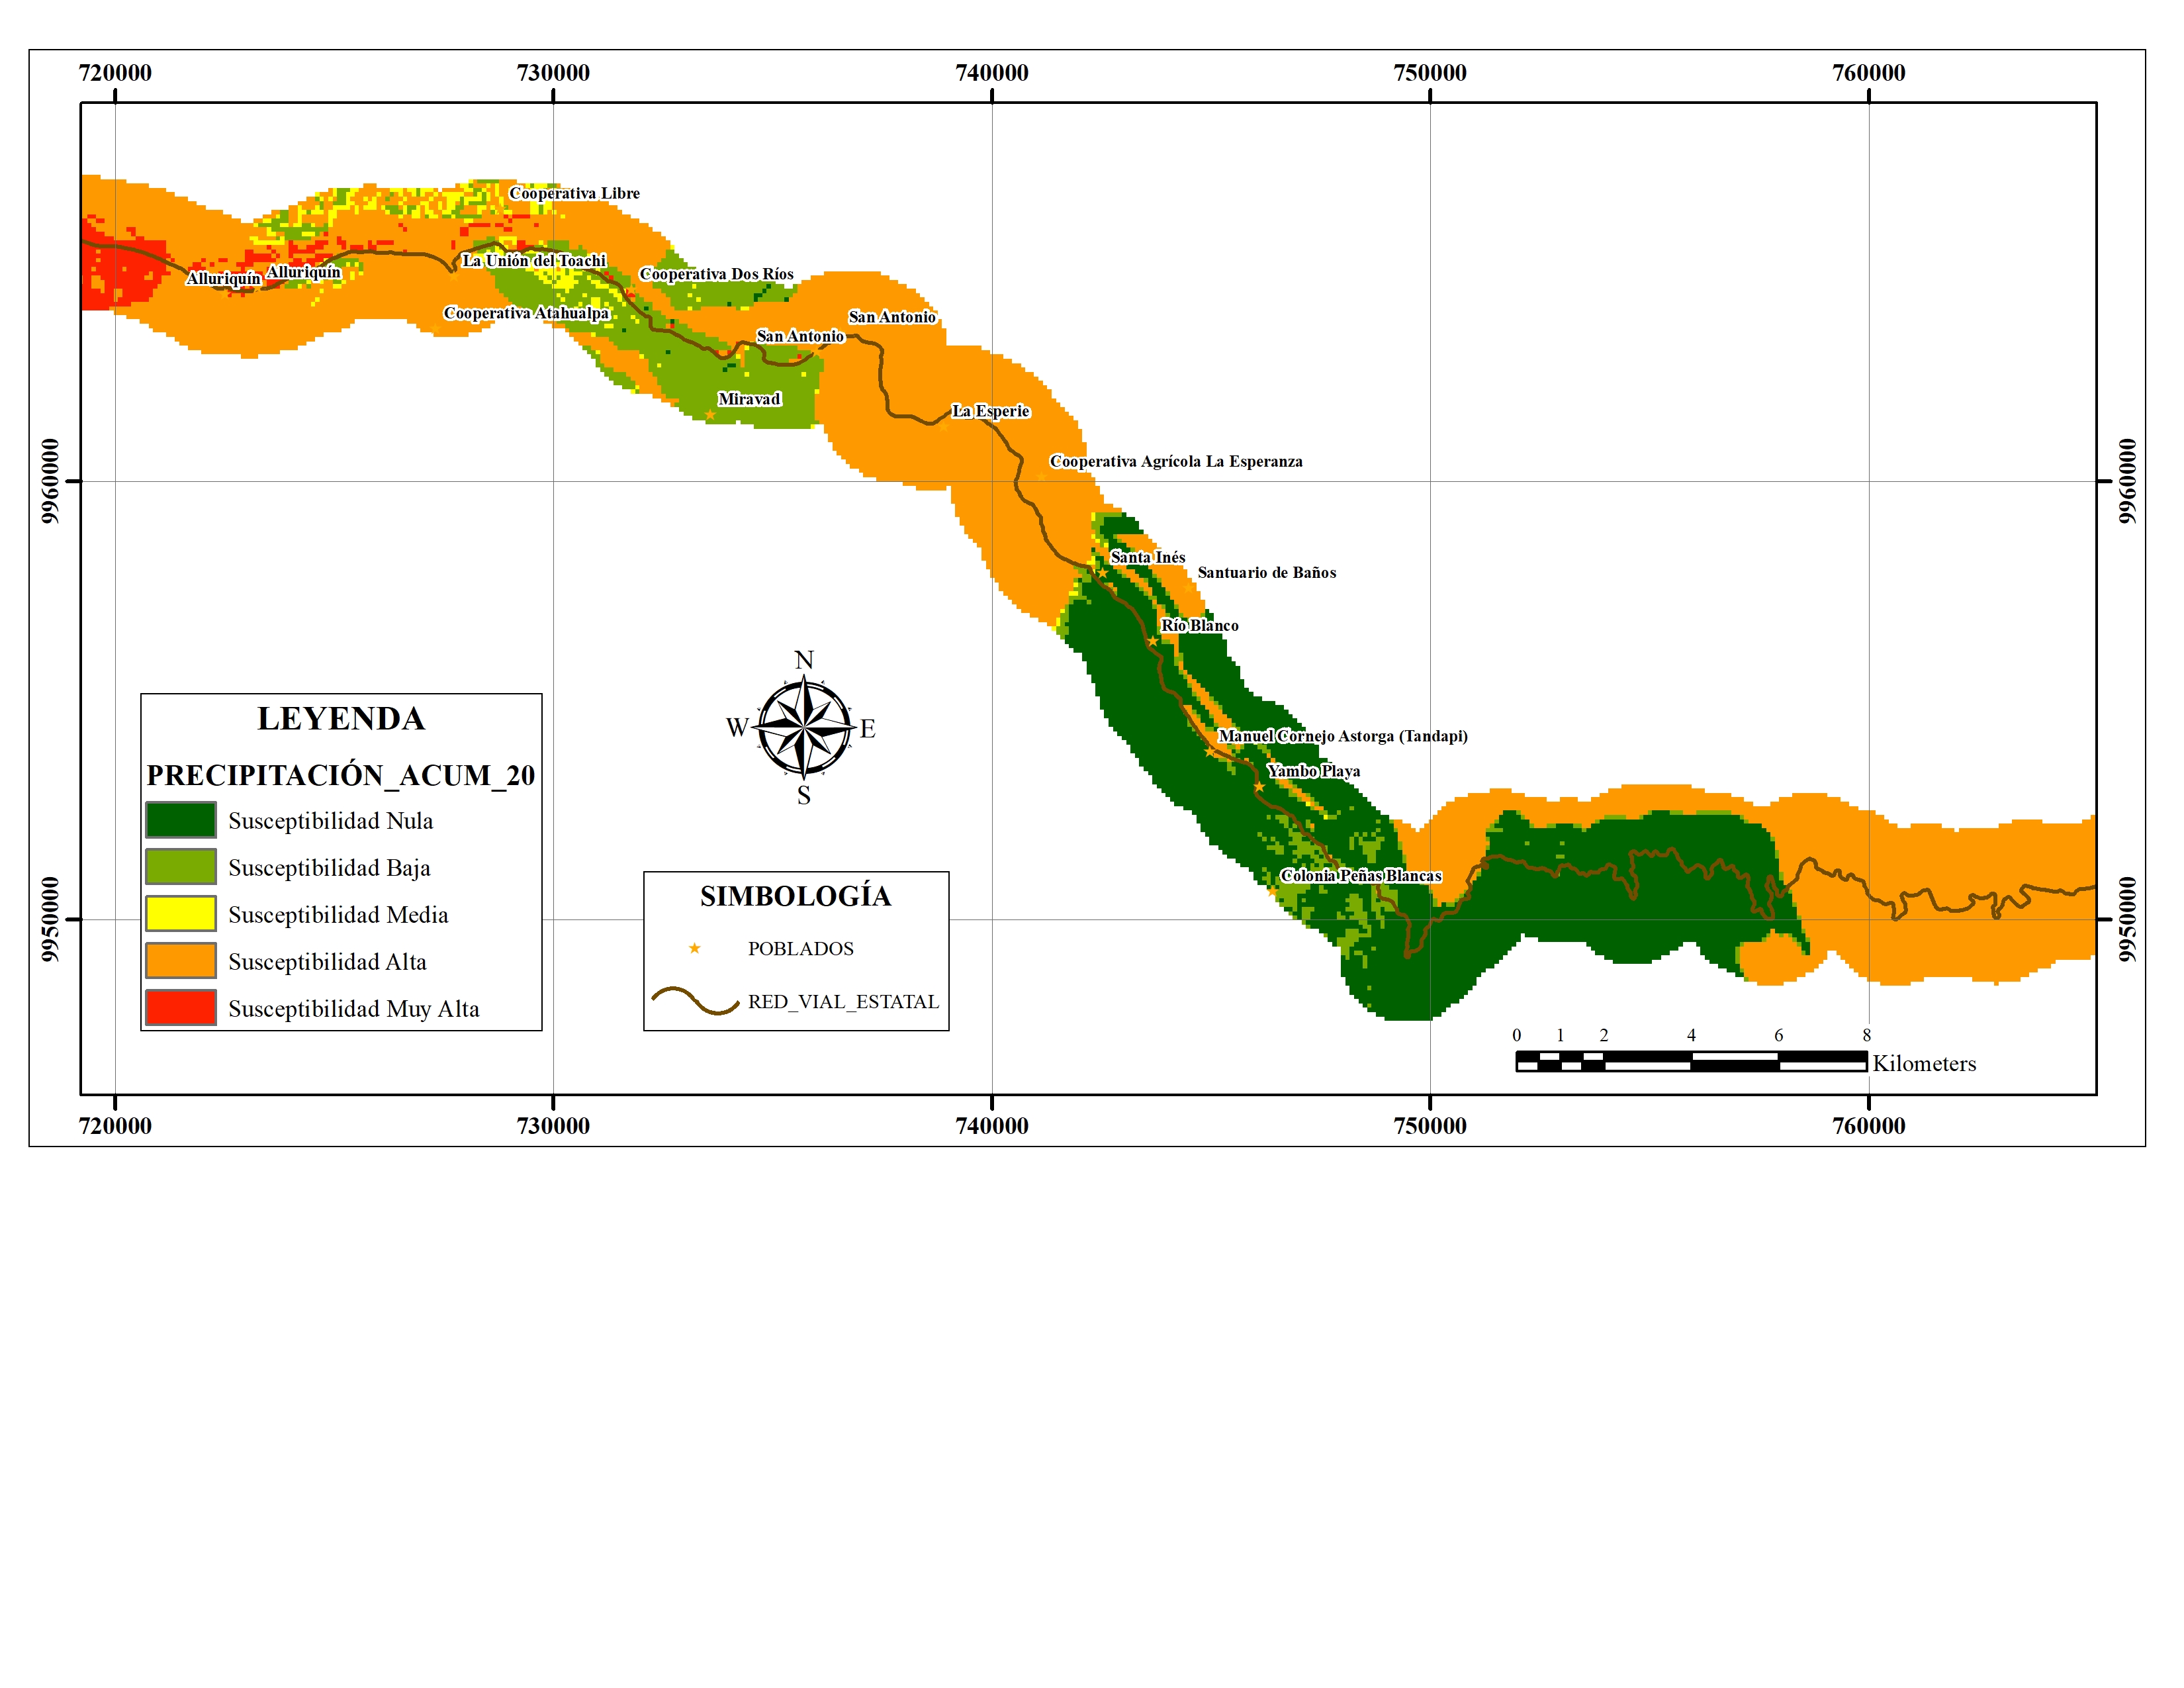 720000
730000
740000
750000
760000
Cooperativa Libre
La Unión del Toachi
Alluriquín
Alluriquín
Cooperativa Dos Ríos
Cooperativa Atahualpa
San Antonio
San Antonio
Miravad
La Esperie
Cooperativa Agrícola La Esperanza
9960000
9960000
Santa Inés
Santuario de Baños
Río Blanco
Manuel Cornejo Astorga (Tandapi)
Yambo Playa
Colonia Peñas Blancas
N
W
E
S
LEYENDA
PRECIPITACIÓN_ACUM_20
Susceptibilidad Nula
Susceptibilidad Baja
Susceptibilidad Media
Susceptibilidad Alta
Susceptibilidad Muy Alta
SIMBOLOGÍA
POBLADOS
RED_VIAL_ESTATAL
9950000
9950000
0 1 2 4 6 8
Kilometers
720000
730000
740000
750000
760000